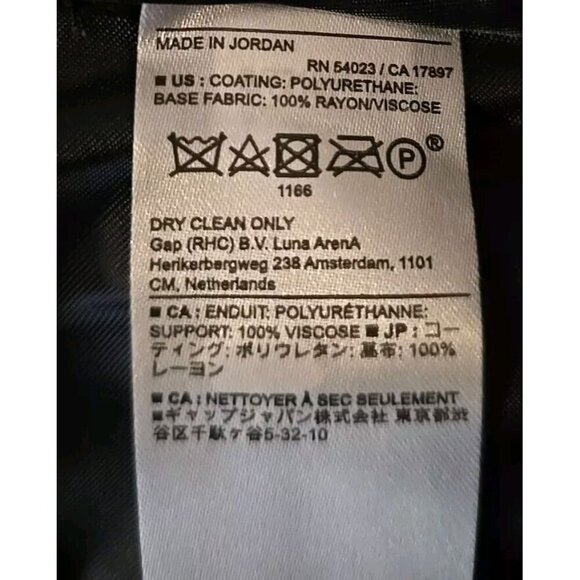 MADE IN JORDAN
RN 54023 / CA 17897
■ US : COATING: POLYURETHANE:
BASE FABRIC: 100% RAYON/VISCOSE
P ®
1166
DRY CLEAN ONLY
Gap (RHC) B.V. Luna ArenA
Herikerbergweg 238 Amsterdam, 1101
CM, Netherlands
■ CA : ENDUIT: POLYURÉTHANNE:
SUPPORT: 100% VISCOSE ■ JP : コー
ティング: ポリウレタン: 基布: 100%
レーヨン
■ CA : NETTOYER À SEC SEULEMENT
■ギャップジャパン株式会社 東京都渋
谷区千駄ヶ谷5-32-10